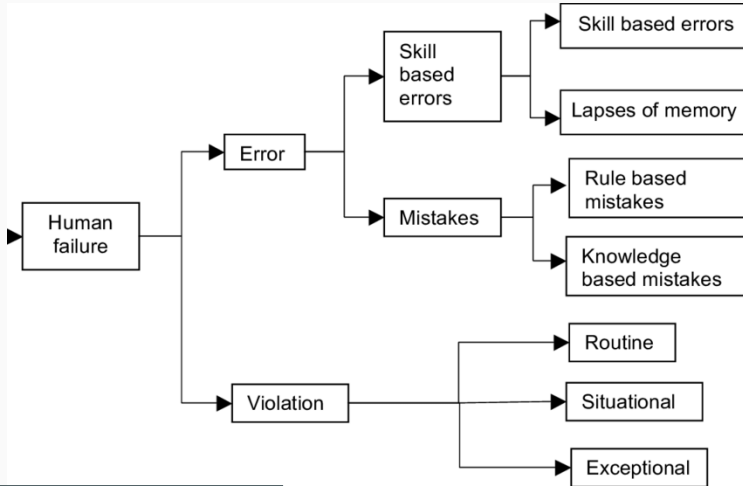 Skill
based
errors
Skill based errors
Lapses of memory
Error
Mistakes
Rule based
mistakes
Knowledge
based mistakes
Human
failure
Violation
Routine
Situational
Exceptional